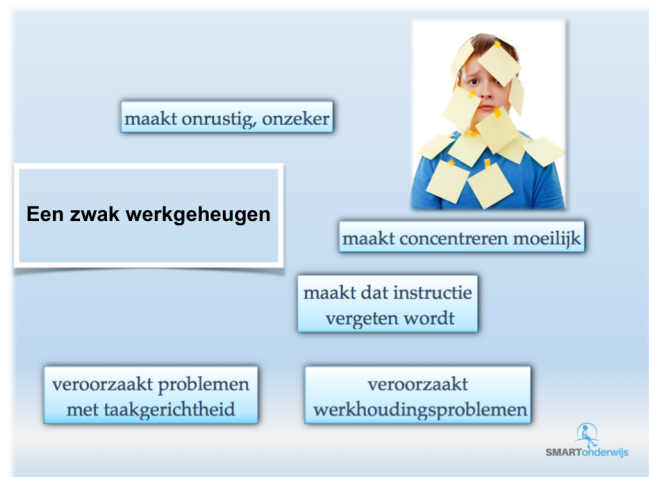 maakt onrustig, onzeker
Een zwak werkgeheugen
maakt concentreren moeilijk
maakt dat instructie
vergeten wordt
veroorzaakt problemen
met taakgerichtheid
veroorzaakt
werkhoudingsproblemen
SMARTonderwijs